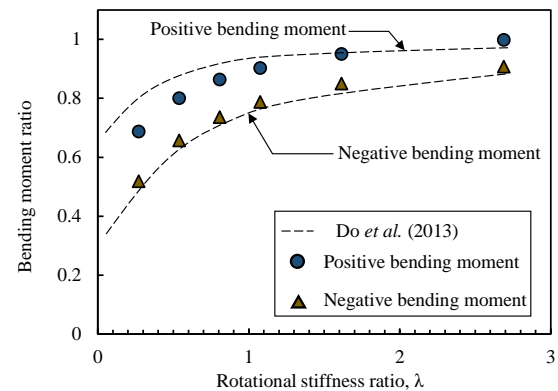 1
0.8
0.6
0.4
0.2
0
Bending moment ratio
Positive bending moment
Negative bending moment
Do et al. (2013)
Positive bending moment
Negative bending moment
0
1
2
3
Rotational stiffness ratio, λ